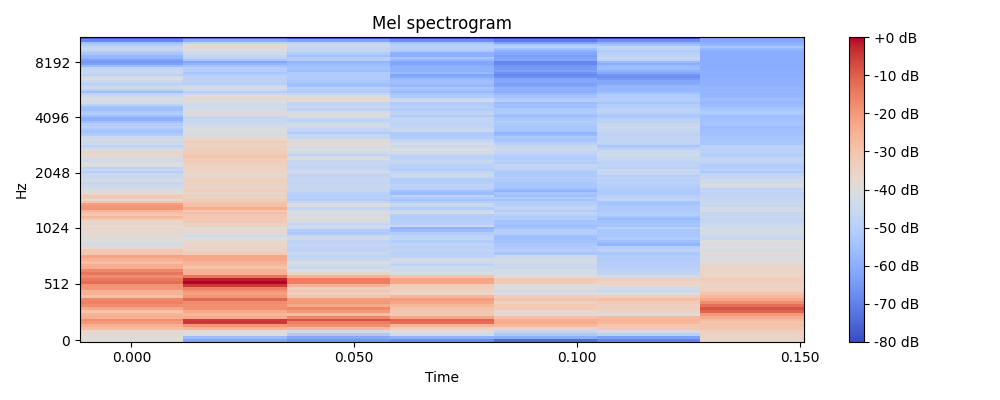 Mel spectrogram
Hz
8192
4096
2048
1024
512
0
0.000
0.050
0.100
0.150
Time
+0 dB
-10 dB
-20 dB
-30 dB
-40 dB
-50 dB
-60 dB
-70 dB
-80 dB